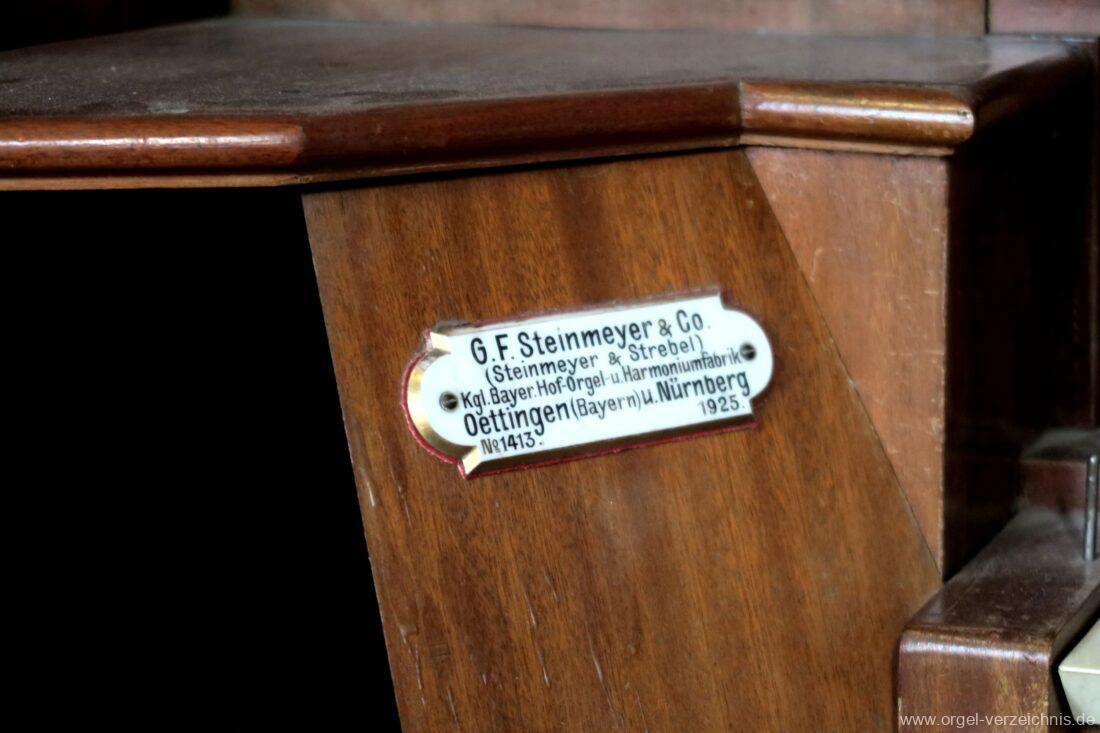 G.F. Steinmeyer & Co.
(Steinmeyer & Strebel)
Kgl. Bayer. Hof-Orgel- u. Harmoniumfabrik
Oettingen (Bayern) u. Nürnberg
№ 1413. 1925.
www.orgel-verzeichnis.de